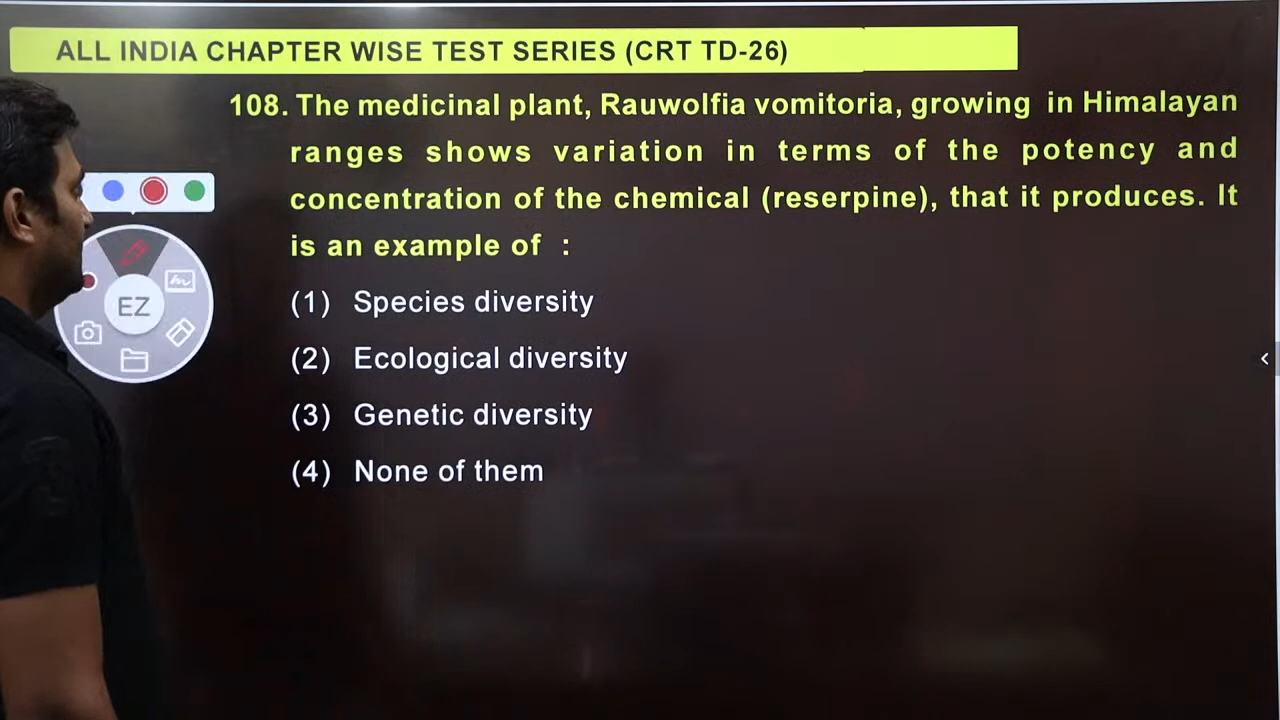 ALL INDIA CHAPTER WISE TEST SERIES (CRT TD-26)
108. The medicinal plant, Rauwolfia vomitoria, growing in Himalayan
ranges shows variation in terms of the potency and
concentration of the chemical (reserpine), that it produces. It
is an example of :
(1) Species diversity
(2) Ecological diversity
(3) Genetic diversity
(4) None of them
EZ